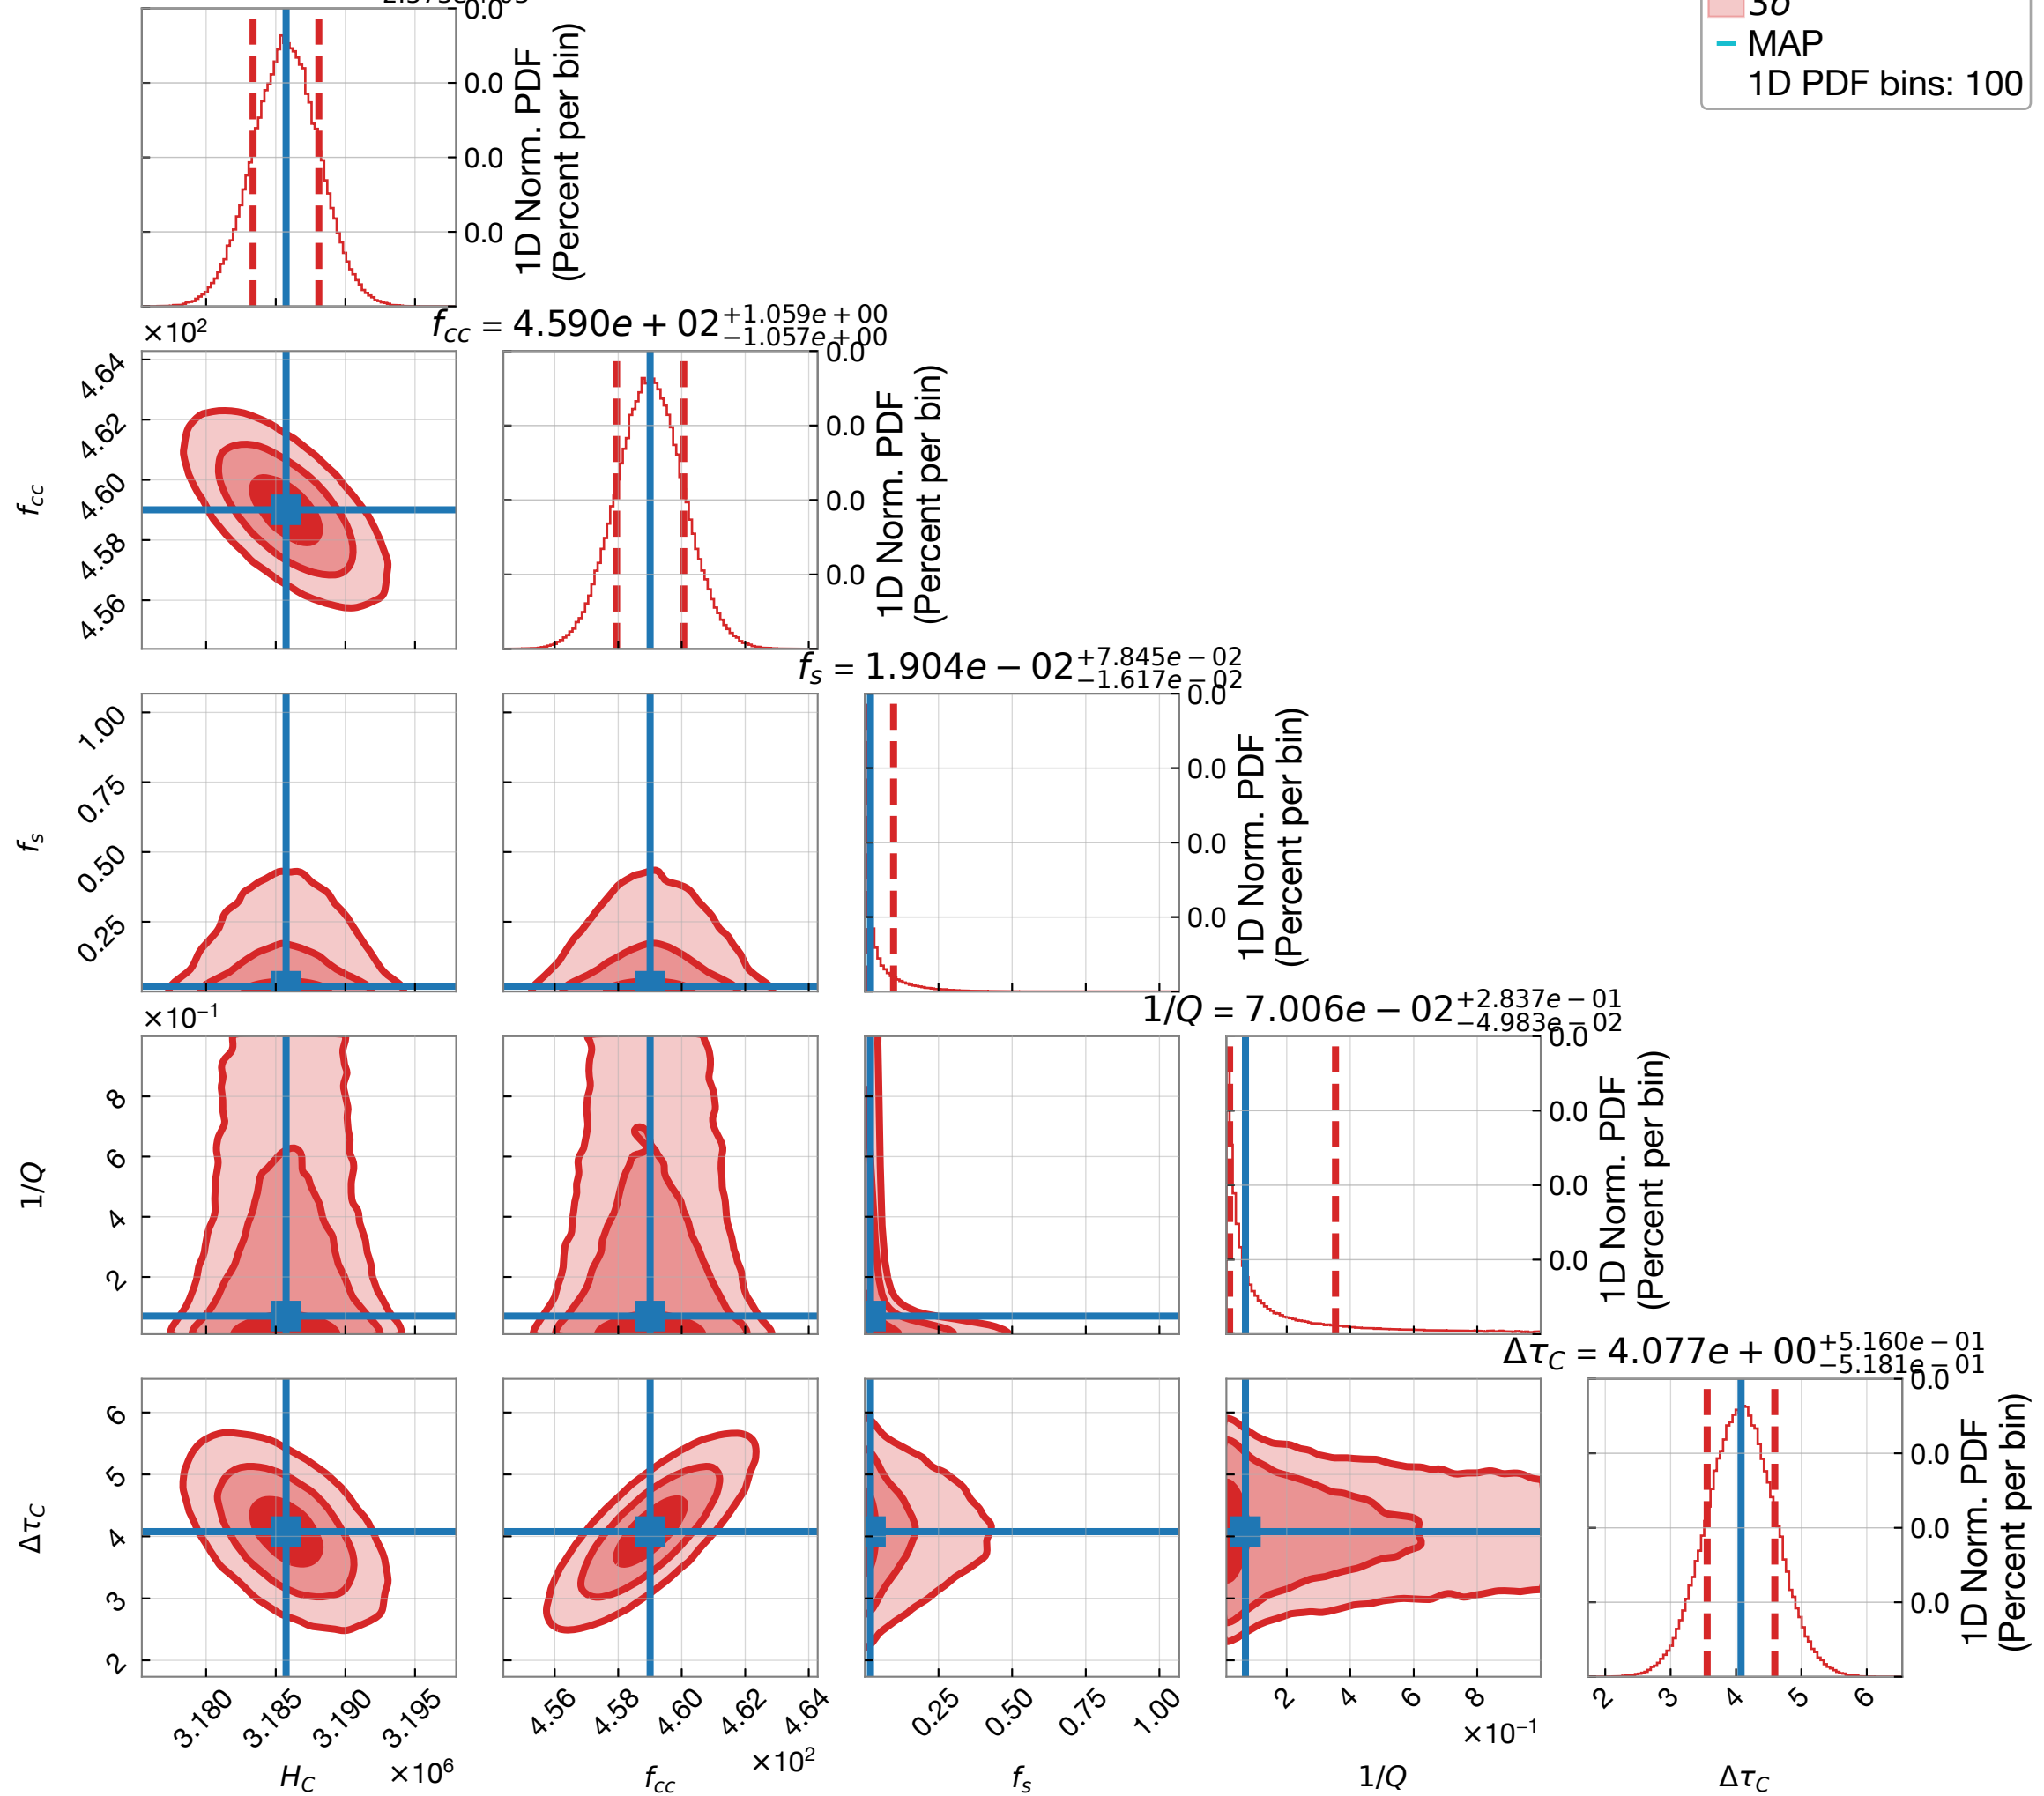 3σ
MAP
1D PDF bins: 100
0.0
0.0
0.0
0.0
1D Norm. PDF
(Percent per bin)
×10²
f_cc = 4.590e + 02 +1.059e + 00 −1.057e + 00
4.64
4.62
4.60
4.58
4.56
f_cc
0.0
0.0
0.0
0.0
1D Norm. PDF
(Percent per bin)
f_s = 1.904e − 02 +7.845e − 02 −1.617e − 02
1.00
0.75
0.50
0.25
f_s
0.0
0.0
0.0
0.0
1D Norm. PDF
(Percent per bin)
×10⁻¹
1/Q = 7.006e − 02 +2.837e − 01 −4.983e − 02
8
6
4
2
1/Q
0.0
0.0
0.0
0.0
1D Norm. PDF
(Percent per bin)
Δτ_C = 4.077e + 00 +5.160e − 01 −5.181e − 01
6
5
4
3
2
Δτ_C
0.0
0.0
0.0
0.0
1D Norm. PDF
(Percent per bin)
3.180 3.185 3.190 3.195
4.56 4.58 4.60 4.62 4.64
0.25 0.50 0.75 1.00
2 4 6 8
2 3 4 5 6
×10⁶
×10²
×10⁻¹
H_C
f_cc
f_s
1/Q
Δτ_C